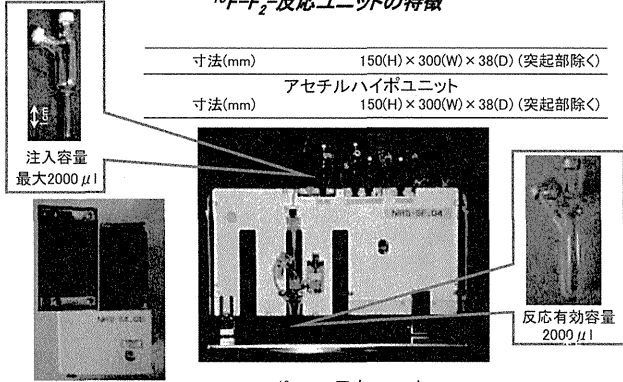 ¹⁸F-F₂-反応ユニットの特徴
寸法(mm) 150(H)×300(W)×38(D) (突起部除く)
アセチルハイポユニット
寸法(mm) 150(H)×300(W)×38(D) (突起部除く)
注入容量
最大2000μl
反応有効容量
2000μl